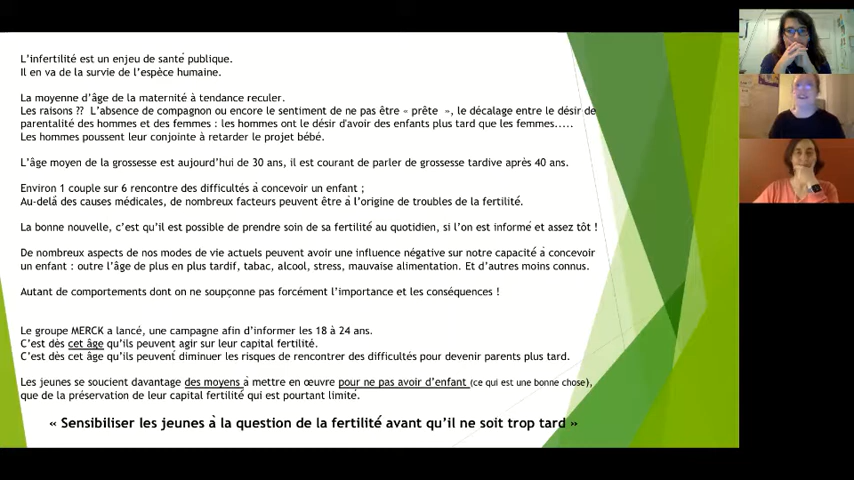 L'infertilité est un enjeu de santé publique.
Il en va de la survie de l'espèce humaine.
La moyenne d'âge de la maternité à tendance reculer.
Les raisons ?? L'absence de compagnon ou encore le sentiment de ne pas être « prête », le décalage entre le désir de
parentalité des hommes et des femmes : les hommes ont le désir d'avoir des enfants plus tard que les femmes.....
Les hommes poussent leur conjointe à retarder le projet bébé.
L'âge moyen de la grossesse est aujourd'hui de 30 ans, il est courant de parler de grossesse tardive après 40 ans.
Environ 1 couple sur 6 rencontre des difficultés à concevoir un enfant ;
Au-delà des causes médicales, de nombreux facteurs peuvent être à l'origine de troubles de la fertilité.
La bonne nouvelle, c'est qu'il est possible de prendre soin de sa fertilité au quotidien, si l'on est informé et assez tôt !
De nombreux aspects de nos modes de vie actuels peuvent avoir une influence négative sur notre capacité à concevoir
un enfant : outre l'âge de plus en plus tardif, tabac, alcool, stress, mauvaise alimentation. Et d'autres moins connus.
Autant de comportements dont on ne soupçonne pas forcément l'importance et les conséquences !
Le groupe MERCK a lancé, une campagne afin d'informer les 18 à 24 ans.
C'est dès cet âge qu'ils peuvent agir sur leur capital fertilité.
C'est dès cet âge qu'ils peuvent diminuer les risques de rencontrer des difficultés pour devenir parents plus tard.
Les jeunes se soucient davantage des moyens à mettre en œuvre pour ne pas avoir d'enfant (ce qui est une bonne chose),
que de la préservation de leur capital fertilité qui est pourtant limité.
« Sensibiliser les jeunes à la question de la fertilité avant qu'il ne soit trop tard »